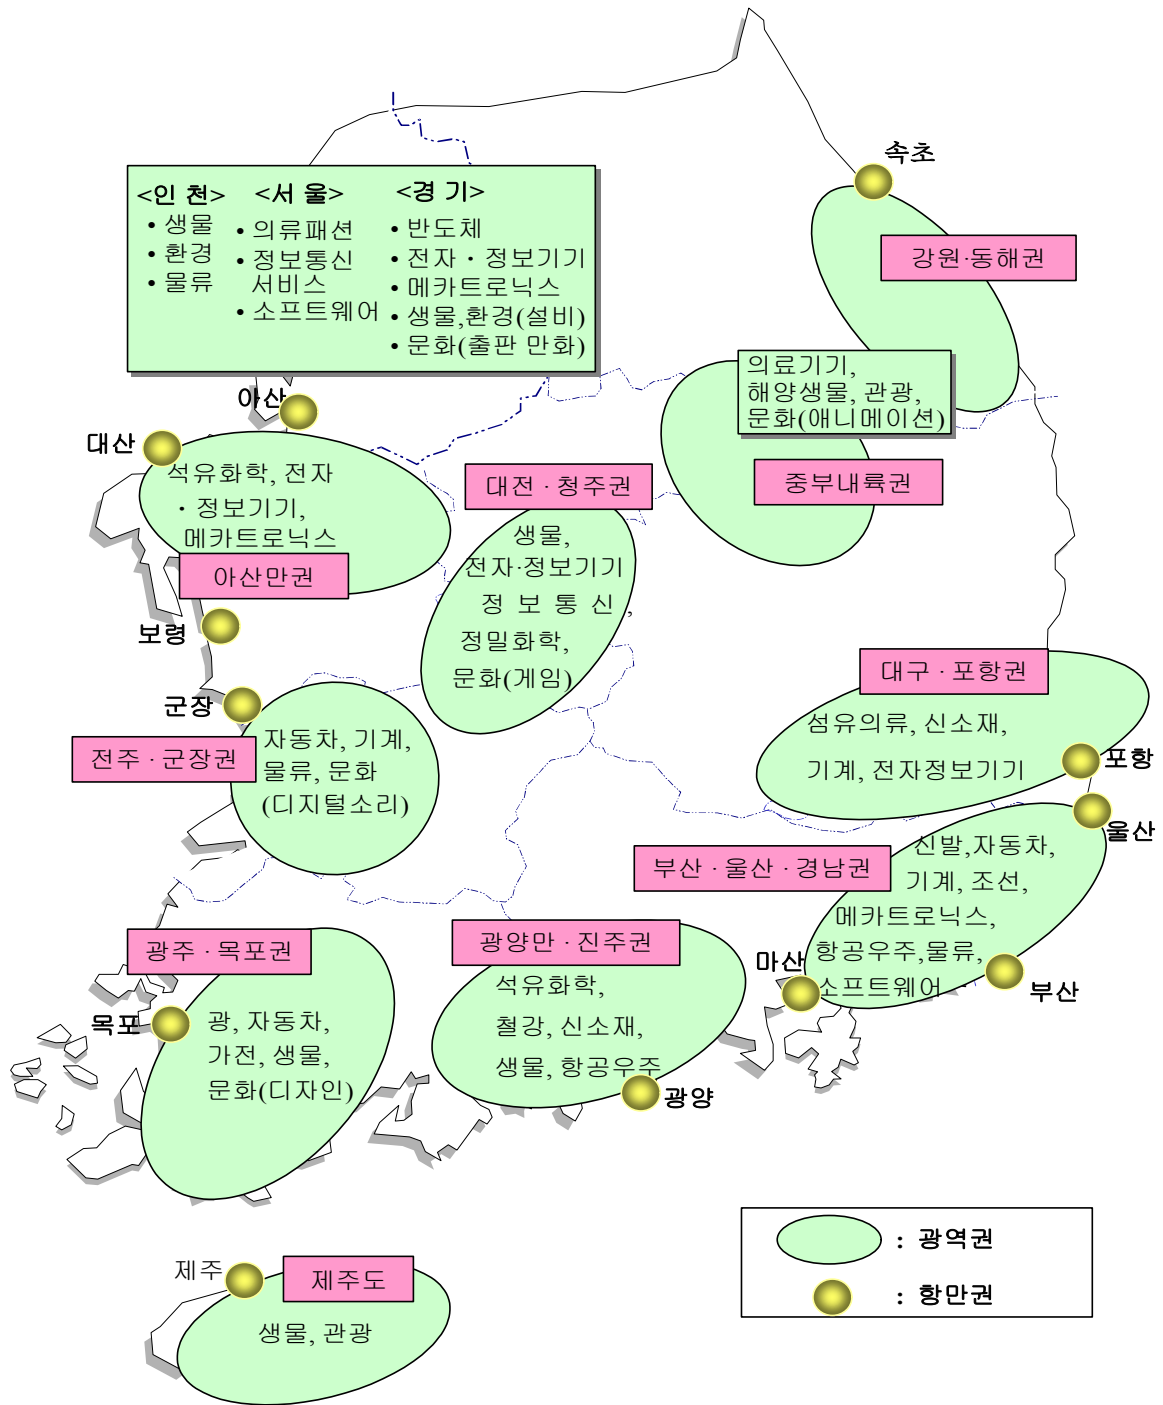 속초
<인 천>
• 생물
• 환경
• 물류
<서 울>
• 의류패션
• 정보통신
서비스
• 소프트웨어
<경 기>
• 반도체
• 전자 · 정보기기
• 메카트로닉스
• 생물,환경(설비)
• 문화(출판 만화)
강원·동해권
의료기기,
해양생물, 관광,
문화(애니메이션)
중부내륙권
아산
대산
석유화학, 전자
· 정보기기,
메카트로닉스
아산만권
대전 · 청주권
생물,
전자·정보기기
정 보 통 신 ,
정밀화학,
문화(게임)
보령
군장
전주 · 군장권
자동차, 기계,
물류, 문화
(디지털소리)
대구 · 포항권
섬유의류, 신소재,
기계, 전자정보기기
포항
울산
부산 · 울산 · 경남권
신발,자동차,
기계, 조선,
메카트로닉스,
항공우주,물류,
소프트웨어
마산
부산
광주 · 목포권
목포
광, 자동차,
가전, 생물,
문화(디자인)
광양만 · 진주권
석유화학,
철강, 신소재,
생물, 항공우주
광양
제주
제주도
생물, 관광
: 광역권
: 항만권